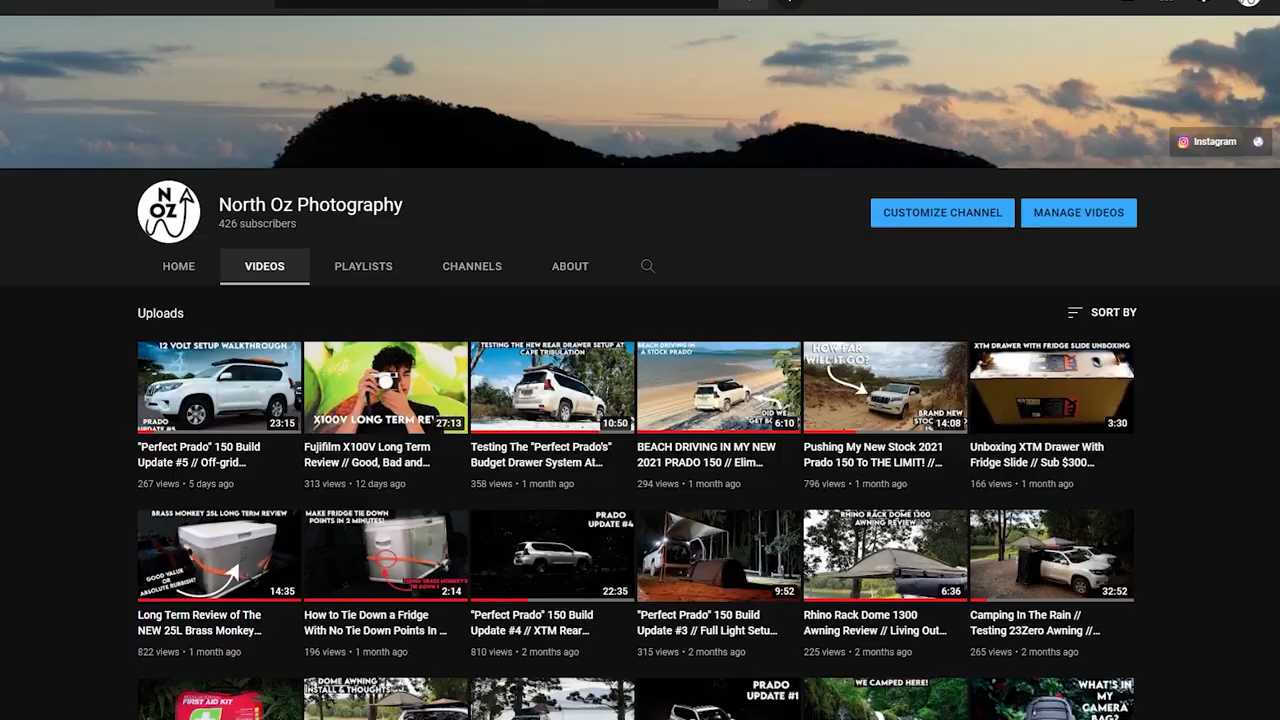 Instagram
N
OZ
North Oz Photography
426 subscribers
CUSTOMIZE CHANNEL
MANAGE VIDEOS
HOME
VIDEOS
PLAYLISTS
CHANNELS
ABOUT
Uploads
SORT BY
12 VOLT SETUP WALKTHROUGH
PRADO
UPDATE #5
23:15
X100V LONG TERM RE
27:13
TESTING THE NEW REAR DRAWER SETUP AT
CAPE TRIBULATION
10:50
BEACH DRIVING IN
A STOCK PRADO
DID WE
GET B
6:10
HOW FAR
WILL IT GO?
BRAND NEW
STOC
14:08
XTM DRAWER WITH FRIDGE SLIDE UNBOXING
3:30
"Perfect Prado" 150 Build
Update #5 // Off-grid...
267 views • 5 days ago
Fujifilm X100V Long Term
Review // Good, Bad and...
313 views • 12 days ago
Testing The "Perfect Prado's"
Budget Drawer System At...
358 views • 1 month ago
BEACH DRIVING IN MY NEW
2021 PRADO 150 // Elim...
294 views • 1 month ago
Pushing My New Stock 2021
Prado 150 To THE LIMIT! //...
796 views • 1 month ago
Unboxing XTM Drawer With
Fridge Slide // Sub $300...
166 views • 1 month ago
BRASS MONKEY 25L LONG TERM REVIEW
GOOD VALUE
OR
ABSOLUTE RUBBISH?
14:35
MAKE FRIDGE TIE DOWN
POINTS IN 2 MINUTES!
2:14
PRADO
UPDATE #4
22:35
9:52
RHINO RACK DOME 1300
AWNING REVIEW
6:36
32:52
Long Term Review of The
NEW 25L Brass Monkey...
822 views • 1 month ago
How to Tie Down a Fridge
With No Tie Down Points In ...
196 views • 1 month ago
"Perfect Prado" 150 Build
Update #4 // XTM Rear...
810 views • 2 months ago
"Perfect Prado" 150 Build
Update #3 // Full Light Setu...
315 views • 2 months ago
Rhino Rack Dome 1300
Awning Review // Living Out...
225 views • 2 months ago
Camping In The Rain //
Testing 23Zero Awning //...
265 views • 2 months ago
FIRST AID KIT
DOME AWNING
INSTALL & THOUGHTS
PRADO
UPDATE #1
WE CAMPED HERE!
WHAT'S IN
MY
CAMERA
BAG?